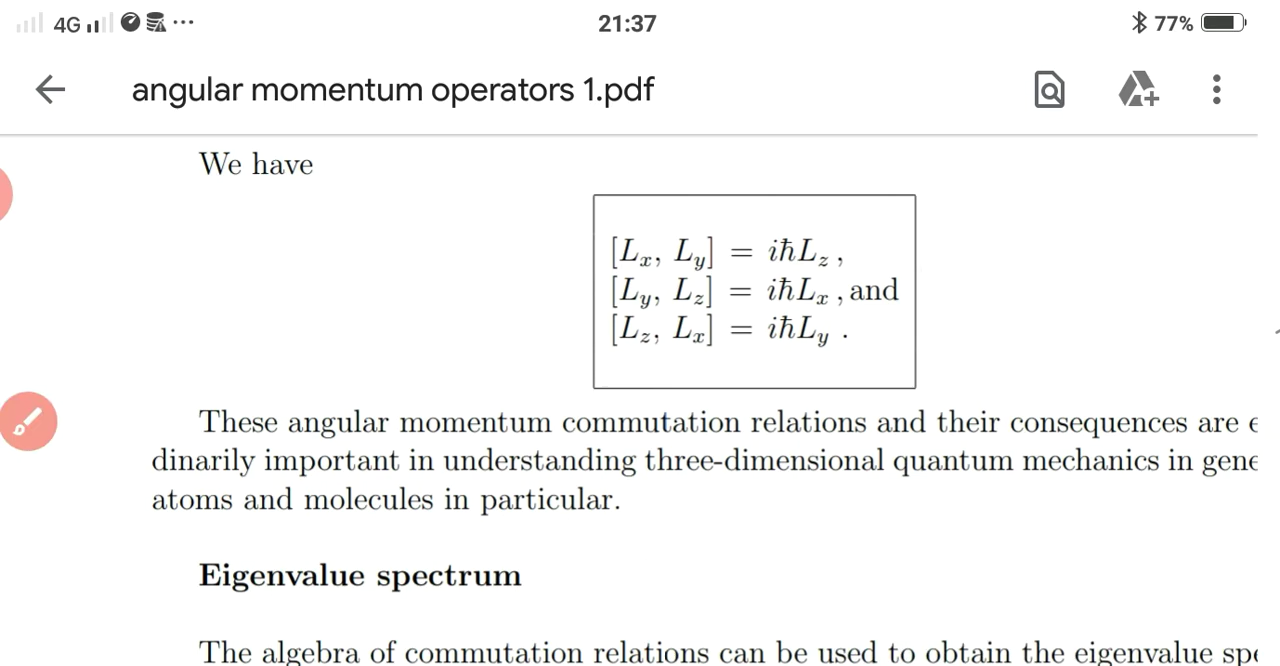 4G 21:37 77%
angular momentum operators 1.pdf
We have
[Lx, Ly] = iħLz ,
[Ly, Lz] = iħLx , and
[Lz, Lx] = iħLy .
These angular momentum commutation relations and their consequences are
dinarily important in understanding three-dimensional quantum mechanics in gene
atoms and molecules in particular.
Eigenvalue spectrum
The algebra of commutation relations can be used to obtain the eigenvalue spe